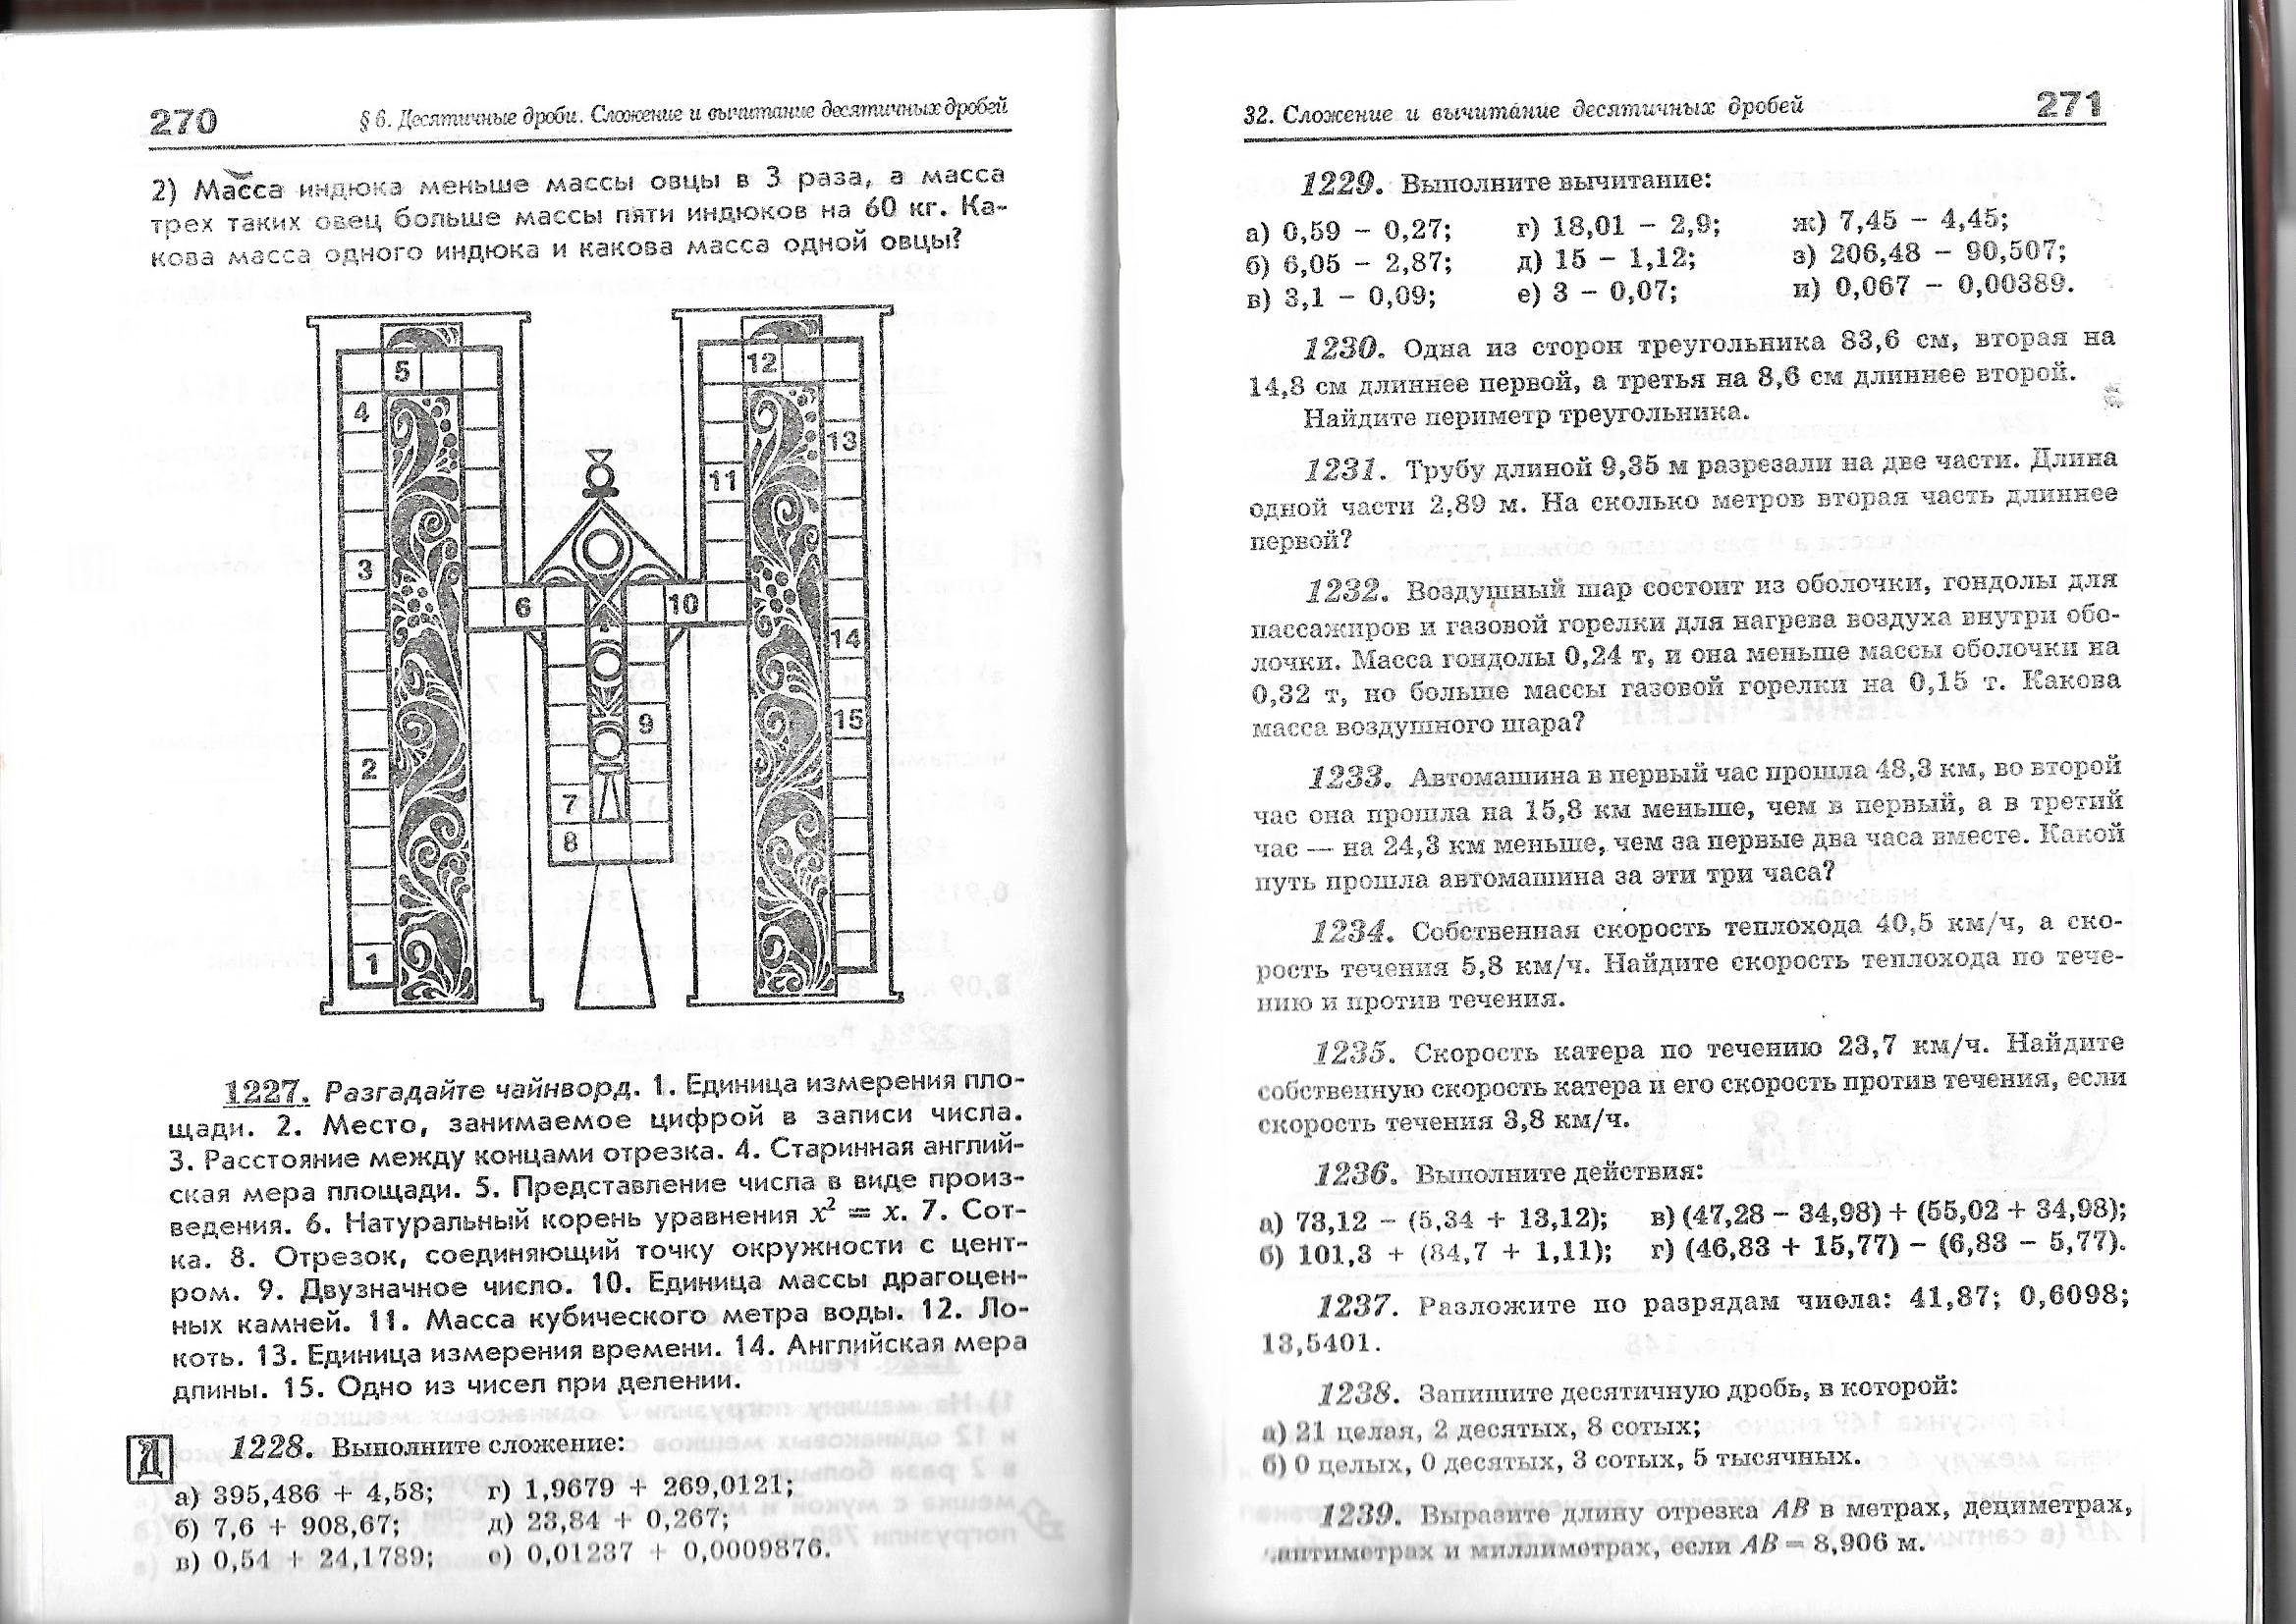 270
§ 6. Десятичные дроби. Сложение и вычитание десятичных дробей
2) Масса индюка меньше массы овцы в 3 раза, а масса
трех таких овец больше массы пяти индюков на 60 кг. Ка-
кова масса одного индюка и какова масса одной овцы?
5
12
4
13
11
3
6
10
14
9
15
2
7
8
1
1227. Разгадайте чайнворд. 1. Единица измерения пло-
щади. 2. Место, занимаемое цифрой в записи числа.
3. Расстояние между концами отрезка. 4. Старинная англий-
ская мера площади. 5. Представление числа в виде произ-
ведения. 6. Натуральный корень уравнения x² = x. 7. Сот-
ка. 8. Отрезок, соединяющий точку окружности с цент-
ром. 9. Двузначное число. 10. Единица массы драгоцен-
ных камней. 11. Масса кубического метра воды. 12. Ло-
коть. 13. Единица измерения времени. 14. Английская мера
длины. 15. Одно из чисел при делении.
Д
1228. Выполните сложение:
а) 395,486 + 4,58; г) 1,9679 + 269,0121;
б) 7,6 + 908,67; д) 23,84 + 0,267;
в) 0,54 + 24,1789; е) 0,01237 + 0,0009876.
32. Сложение и вычитание десятичных дробей
271
1229. Выполните вычитание:
а) 0,59 − 0,27; г) 18,01 − 2,9; ж) 7,45 − 4,45;
б) 6,05 − 2,87; д) 15 − 1,12; з) 206,48 − 90,507;
в) 3,1 − 0,09; е) 3 − 0,07; и) 0,067 − 0,00389.
1230. Одна из сторон треугольника 83,6 см, вторая на
14,8 см длиннее первой, а третья на 8,6 см длиннее второй.
Найдите периметр треугольника.
1231. Трубу длиной 9,35 м разрезали на две части. Длина
одной части 2,89 м. На сколько метров вторая часть длиннее
первой?
1232. Воздушный шар состоит из оболочки, гондолы для
пассажиров и газовой горелки для нагрева воздуха внутри обо-
лочки. Масса гондолы 0,24 т, и она меньше массы оболочки на
0,32 т, но больше массы газовой горелки на 0,15 т. Какова
масса воздушного шара?
1233. Автомашина в первый час прошла 48,3 км, во второй
час она прошла на 15,8 км меньше, чем в первый, а в третий
час — на 24,3 км меньше, чем за первые два часа вместе. Какой
путь прошла автомашина за эти три часа?
1234. Собственная скорость теплохода 40,5 км/ч, а ско-
рость течения 5,8 км/ч. Найдите скорость теплохода по тече-
нию и против течения.
1235. Скорость катера по течению 23,7 км/ч. Найдите
собственную скорость катера и его скорость против течения, если
скорость течения 3,8 км/ч.
1236. Выполните действия:
а) 73,12 − (5,34 + 13,12); в) (47,28 − 34,98) + (55,02 + 34,98);
б) 101,3 + (84,7 + 1,11); г) (46,83 + 15,77) − (6,83 − 5,77).
1237. Разложите по разрядам числа: 41,87; 0,6098;
13,5401.
1238. Запишите десятичную дробь, в которой:
а) 21 целая, 2 десятых, 8 сотых;
б) 0 целых, 0 десятых, 3 сотых, 5 тысячных.
1239. Выразите длину отрезка AB в метрах, дециметрах,
сантиметрах и миллиметрах, если AB = 8,906 м.